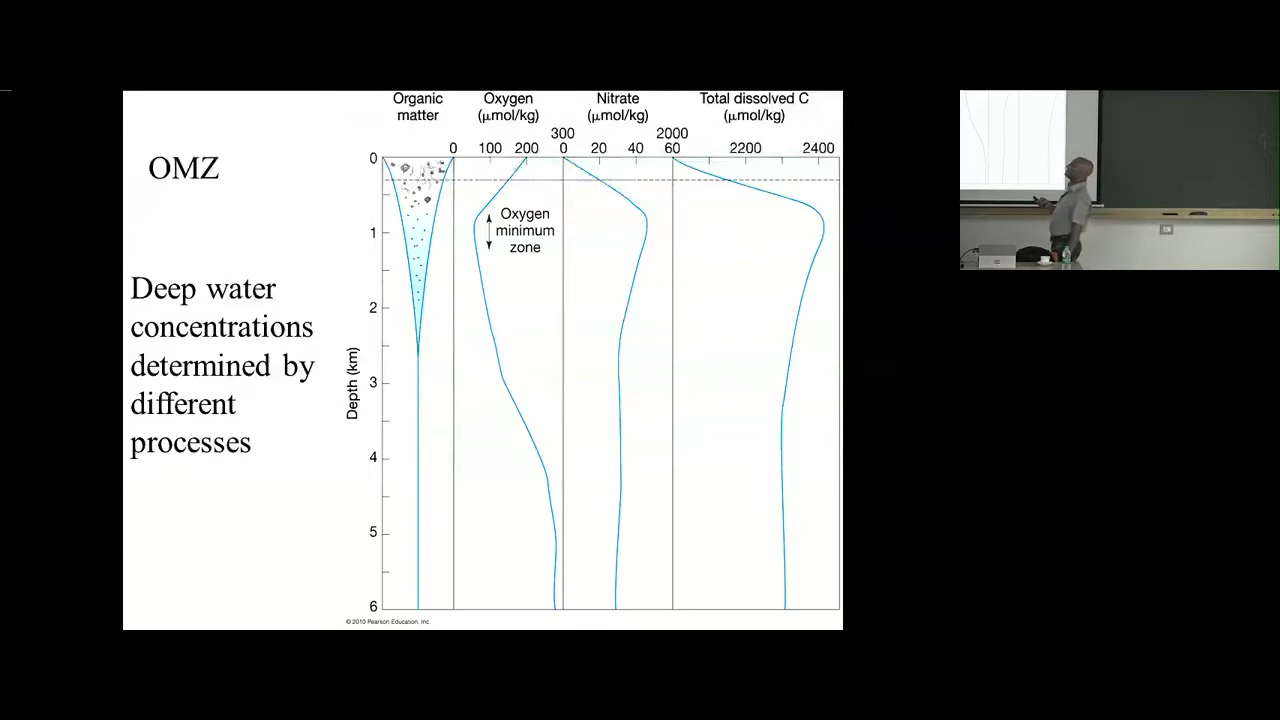 OMZ
Deep water
concentrations
determined by
different
processes
Organic
matter
Oxygen
(μmol/kg)
Nitrate
(μmol/kg)
Total dissolved C
(μmol/kg)
300
2000
0
0
100
200
0
20
40
60
2200
2400
Oxygen
minimum
zone
1
2
3
4
5
6
Depth (km)
© 2010 Pearson Education, Inc.